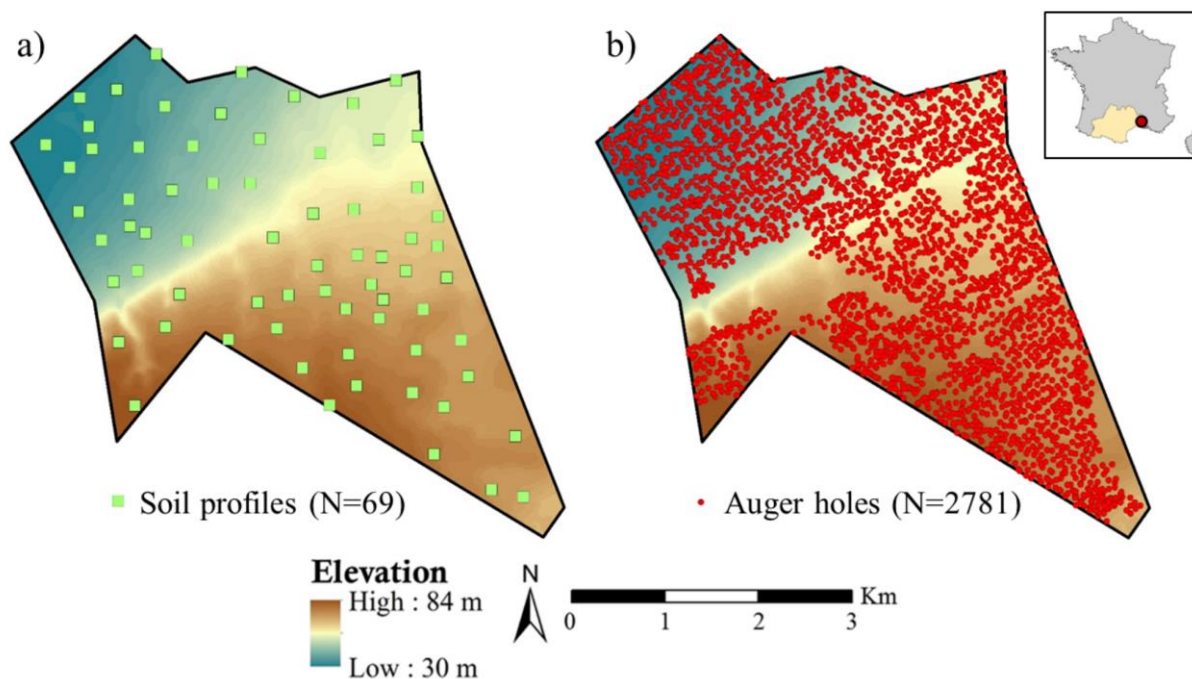 a)
b)
Soil profiles (N=69)
Auger holes (N=2781)
Elevation
High : 84 m
Low : 30 m
N
Km
0 1 2 3